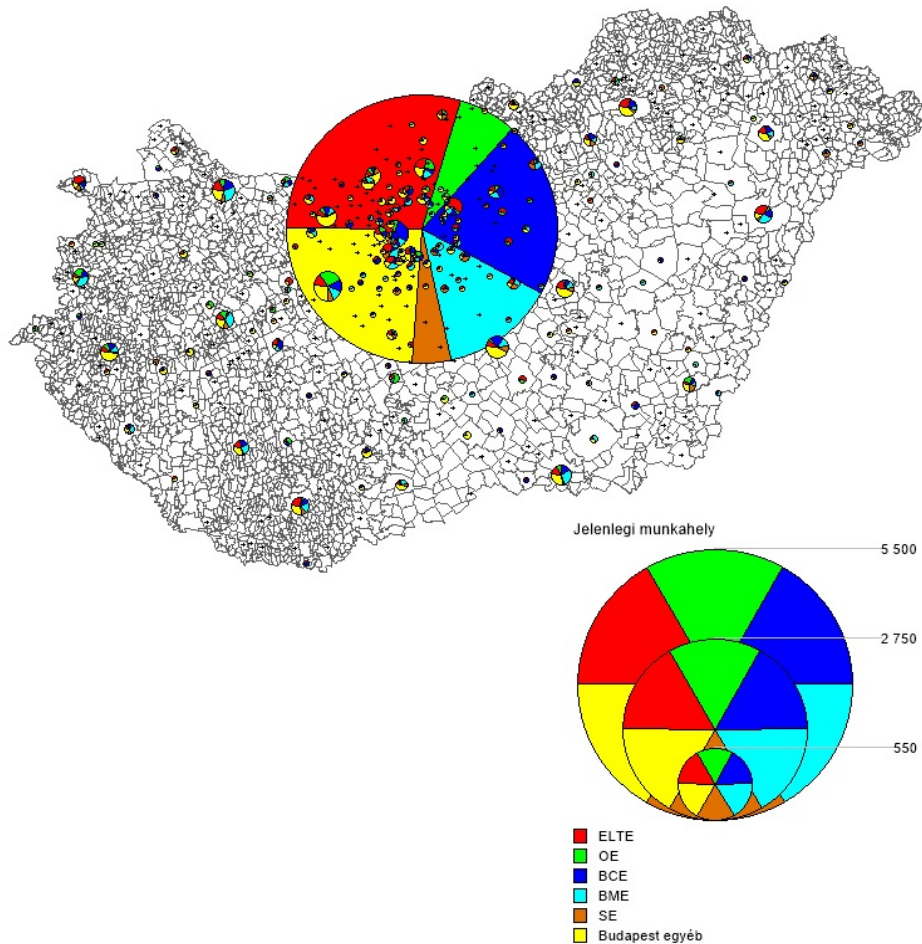 Jelenlegi munkahely
5 500
2 750
550
ELTE
OE
BCE
BME
SE
Budapest egyéb